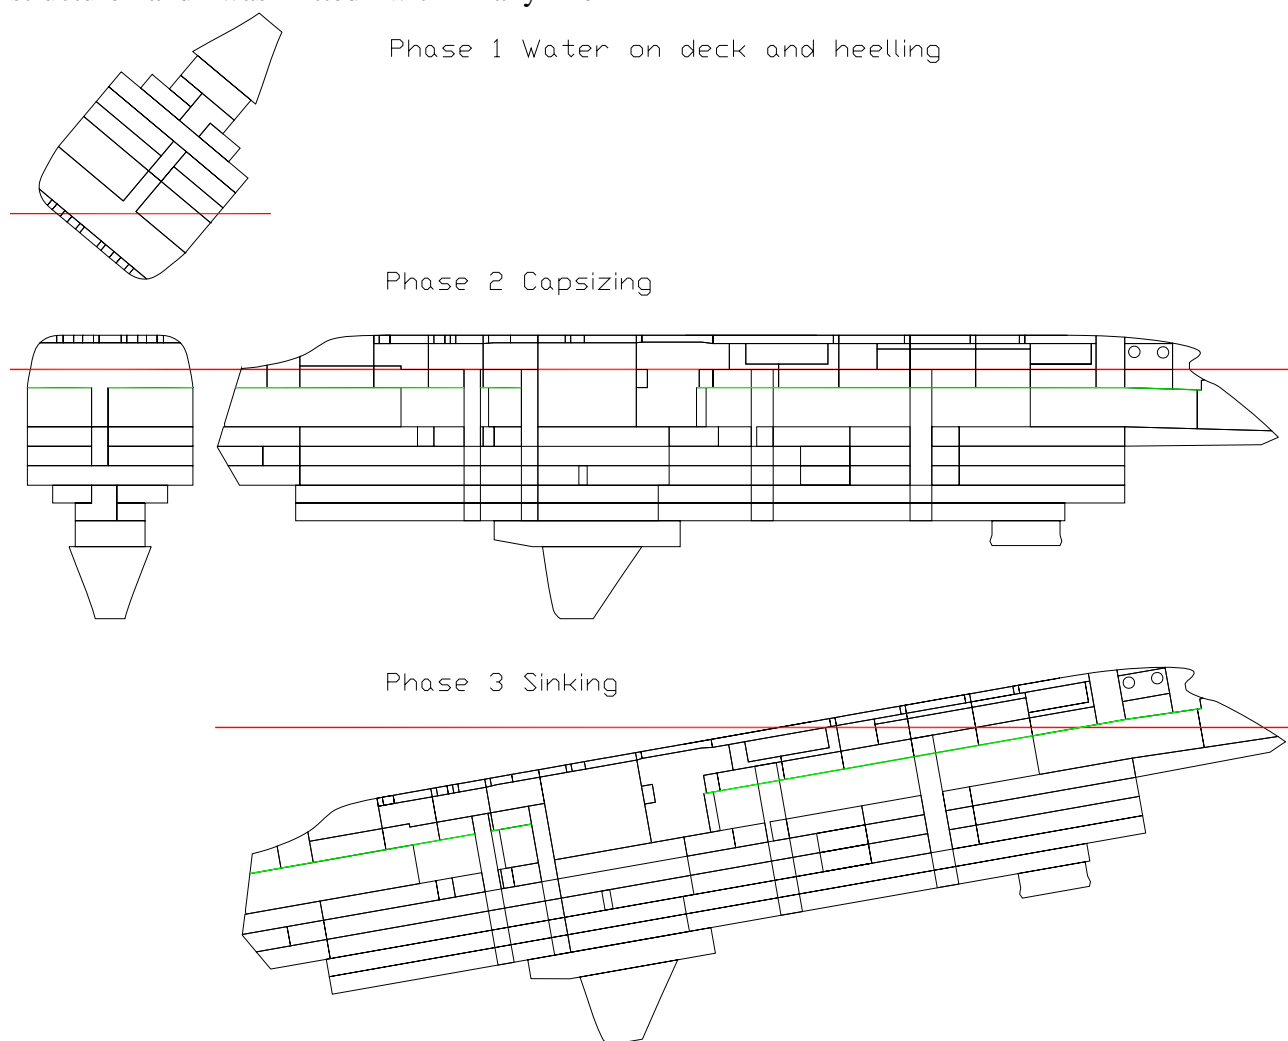 Phase 1 Water on deck and heelling
Phase 2 Capsizing
Phase 3 Sinking